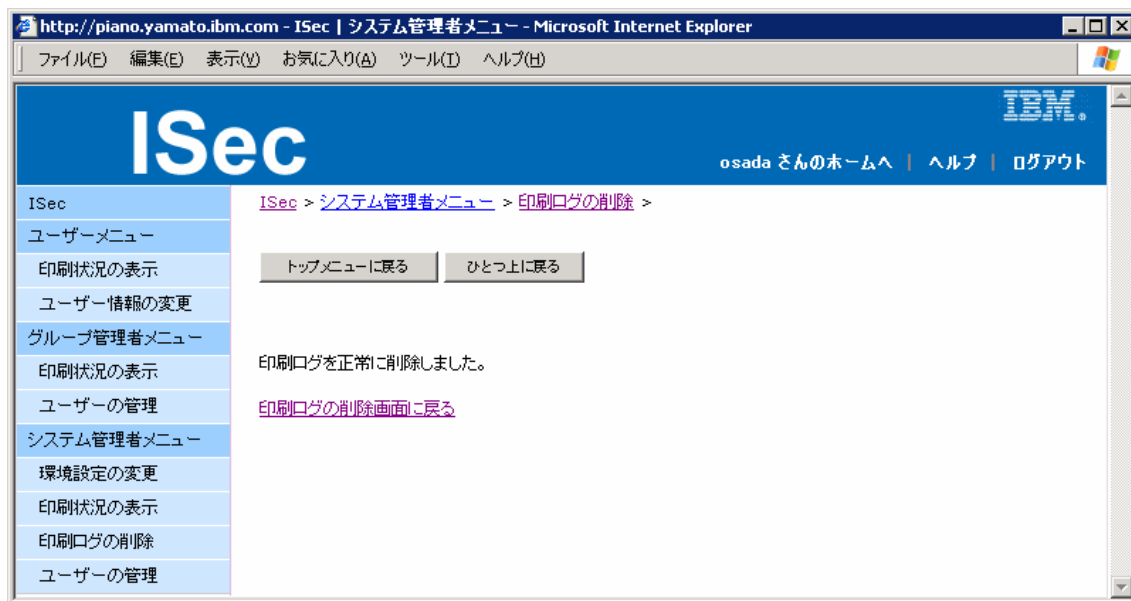 http://piano.yamato.ibm.com - ISec | システム管理者メニュー - Microsoft Internet Explorer
ファイル(F) 編集(E) 表示(V) お気に入り(A) ツール(T) ヘルプ(H)
IBM
ISec
osada さんのホームへ | ヘルプ | ログアウト
ISec
ISec > システム管理者メニュー > 印刷ログの削除 >
ユーザーメニュー
印刷状況の表示
トップメニューに戻る ひとつ上に戻る
ユーザー情報の変更
グループ管理者メニュー
印刷状況の表示
印刷ログを正常に削除しました。
ユーザーの管理
印刷ログの削除画面に戻る
システム管理者メニュー
環境設定の変更
印刷状況の表示
印刷ログの削除
ユーザーの管理